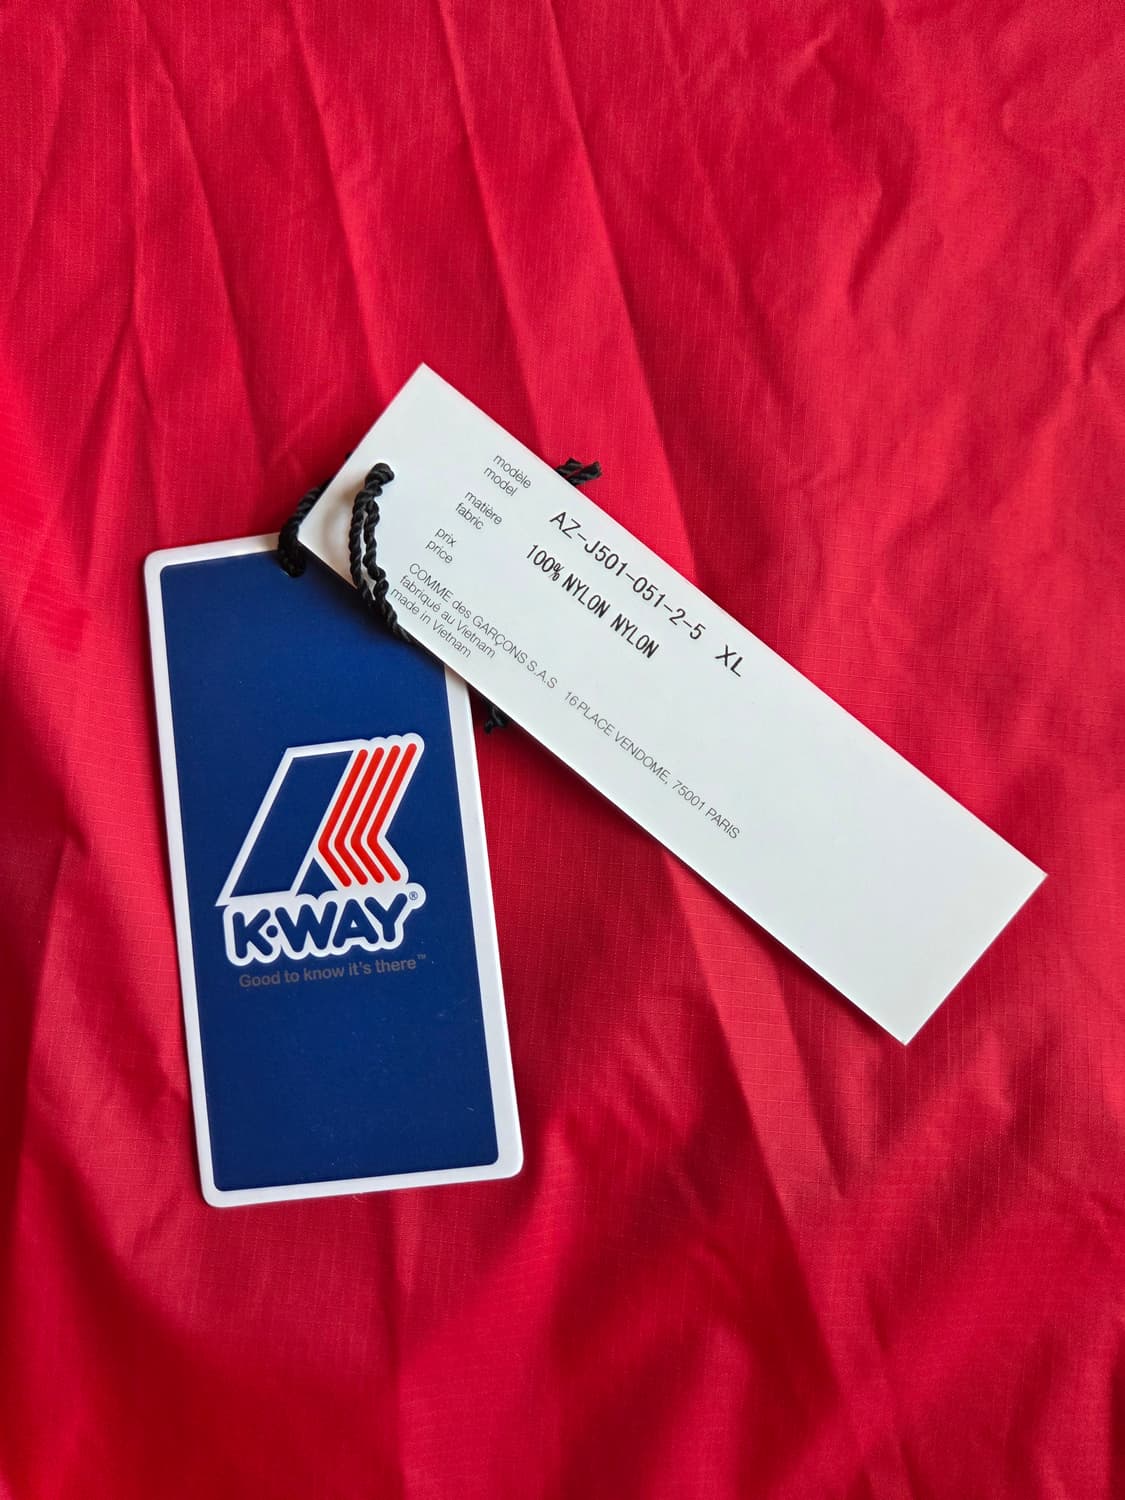 modèle
model
AZ-J501-051-2-5 XL
matière
fabric
100% NYLON NYLON
prix
price
COMME des GARÇONS S.A.S 16 PLACE VENDOME, 75001 PARIS
fabriqué au Vietnam
made in Vietnam
K·WAY®
Good to know it's there™